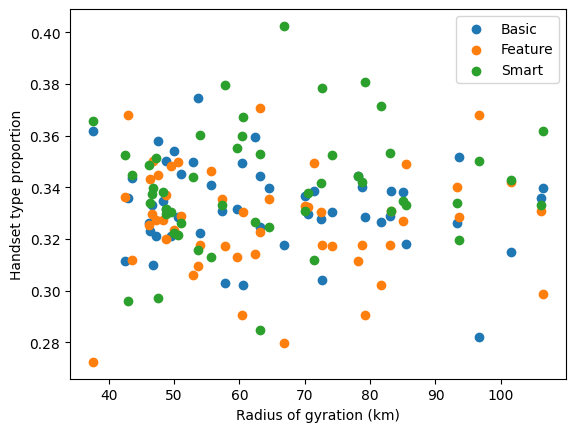 Basic
Feature
Smart
0.40
0.38
0.36
0.34
0.32
0.30
0.28
Handset type proportion
40 50 60 70 80 90 100
Radius of gyration (km)